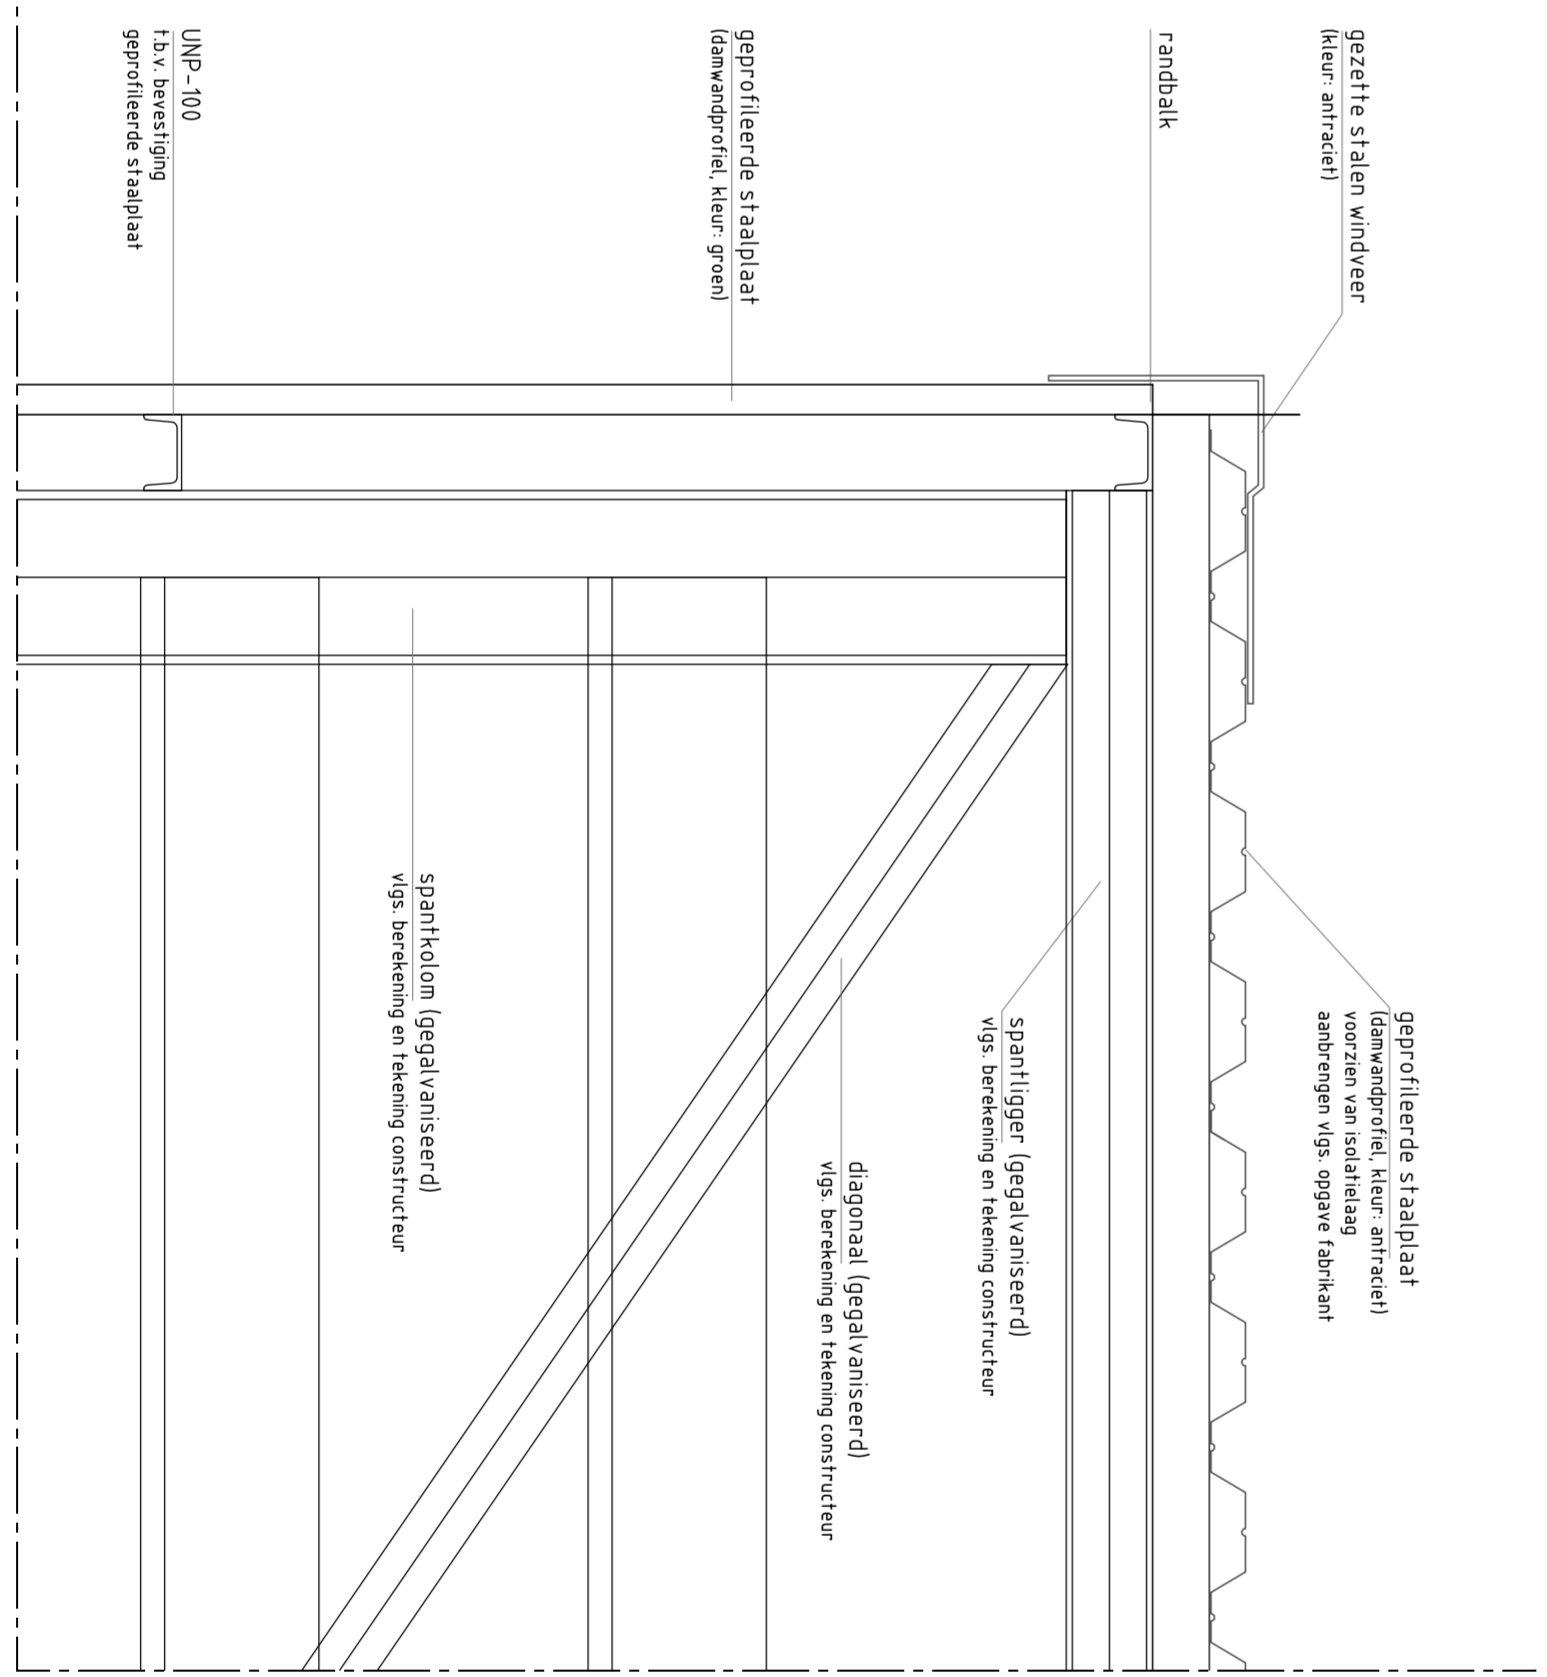 gezette stalen windveer
(kleur: antraciet)
randbalk
geprofileerde staalplaat
(damwandprofiel, kleur: groen)
UNP-100
t.b.v. bevestiging
geprofileerde staalplaat
geprofileerde staalplaat
(damwandprofiel, kleur: antraciet)
voorzien van isolatielaag
aanbrengen vlgs. opgave fabrikant
spantligger (gegalvaniseerd)
vlgs. berekening en tekening constructeur
diagonaal (gegalvaniseerd)
vlgs. berekening en tekening constructeur
spantkolom (gegalvaniseerd)
vlgs. berekening en tekening constructeur